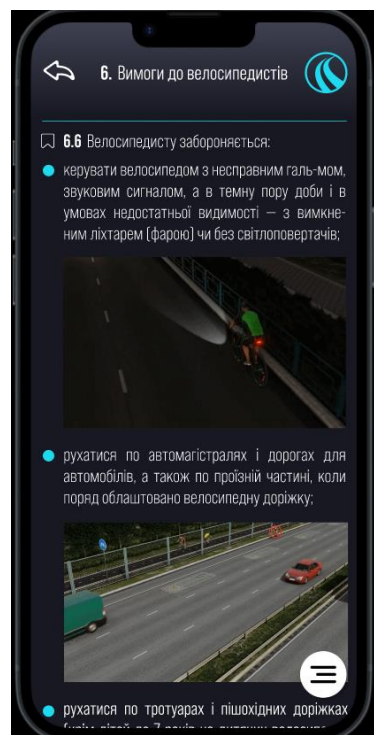 6. Вимоги до велосипедистів
6.6 Велосипедисту забороняється:
керувати велосипедом з несправним галь-мом,
звуковим сигналом, а в темну пору доби і в
умовах недостатньої видимості — з вимкне-
ним ліхтарем (фарою) чи без світлоповертачів;
рухатися по автомагістралях і дорогах для
автомобілів, а також по проїзній частині, коли
поряд облаштовано велосипедну доріжку;
рухатися по тротуарах і пішохідних доріжках